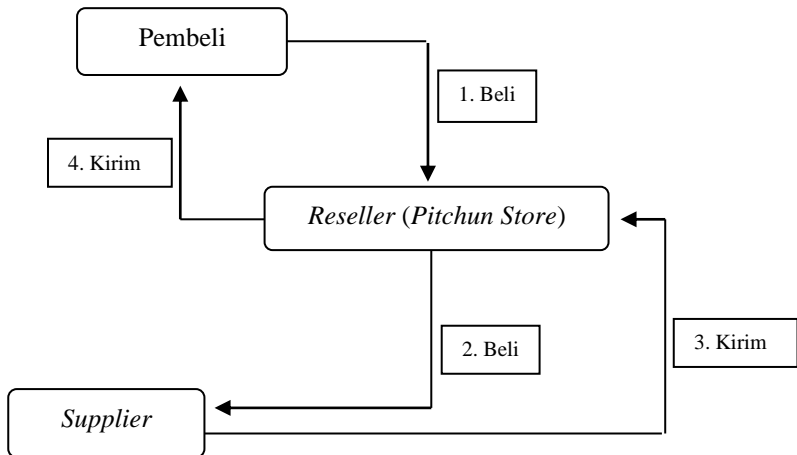 Pembeli
1. Beli
4. Kirim
Reseller (Pitchun Store)
2. Beli
3. Kirim
Supplier